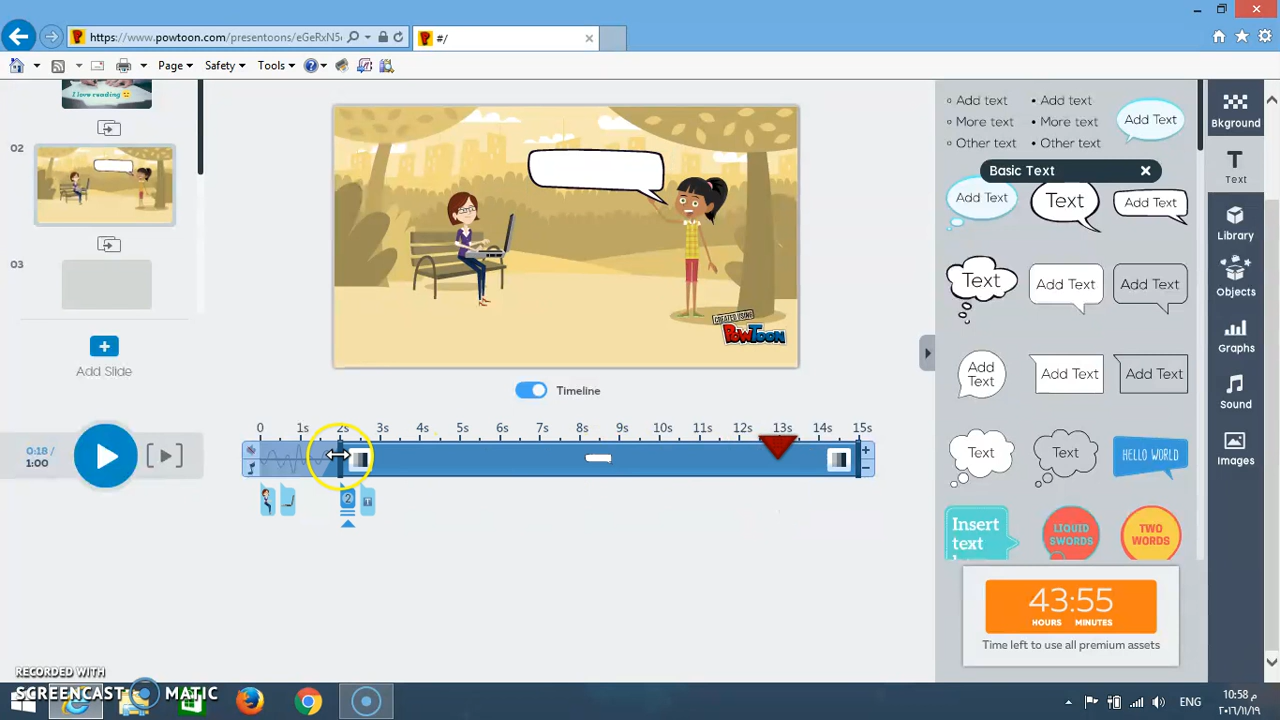 https://www.powtoon.com/presentoons/eGeRxN5
#/
Page
Safety
Tools
I love reading
02
03
Add Slide
CREATED USING
POWTOON
Timeline
0 1s 2s 3s 4s 5s 6s 7s 8s 9s 10s 11s 12s 13s 14s 15s
0:18 /
1:00
2
T
Add text
More text
Other text
Add text
More text
Other text
Add Text
Basic Text
Add Text
Text
Add Text
Text
Add Text
Add Text
Add
Text
Add Text
Add Text
Text
Text
HELLO WORLD
Insert
text
LIQUID
SWORDS
TWO
WORDS
43:55
HOURS MINUTES
Time left to use all premium assets
Bkground
Text
Library
Objects
Graphs
Sound
Images
RECORDED WITH
SCREENCAST MATIC
ENG
10:58 م
٢٠١٦/١١/١٩